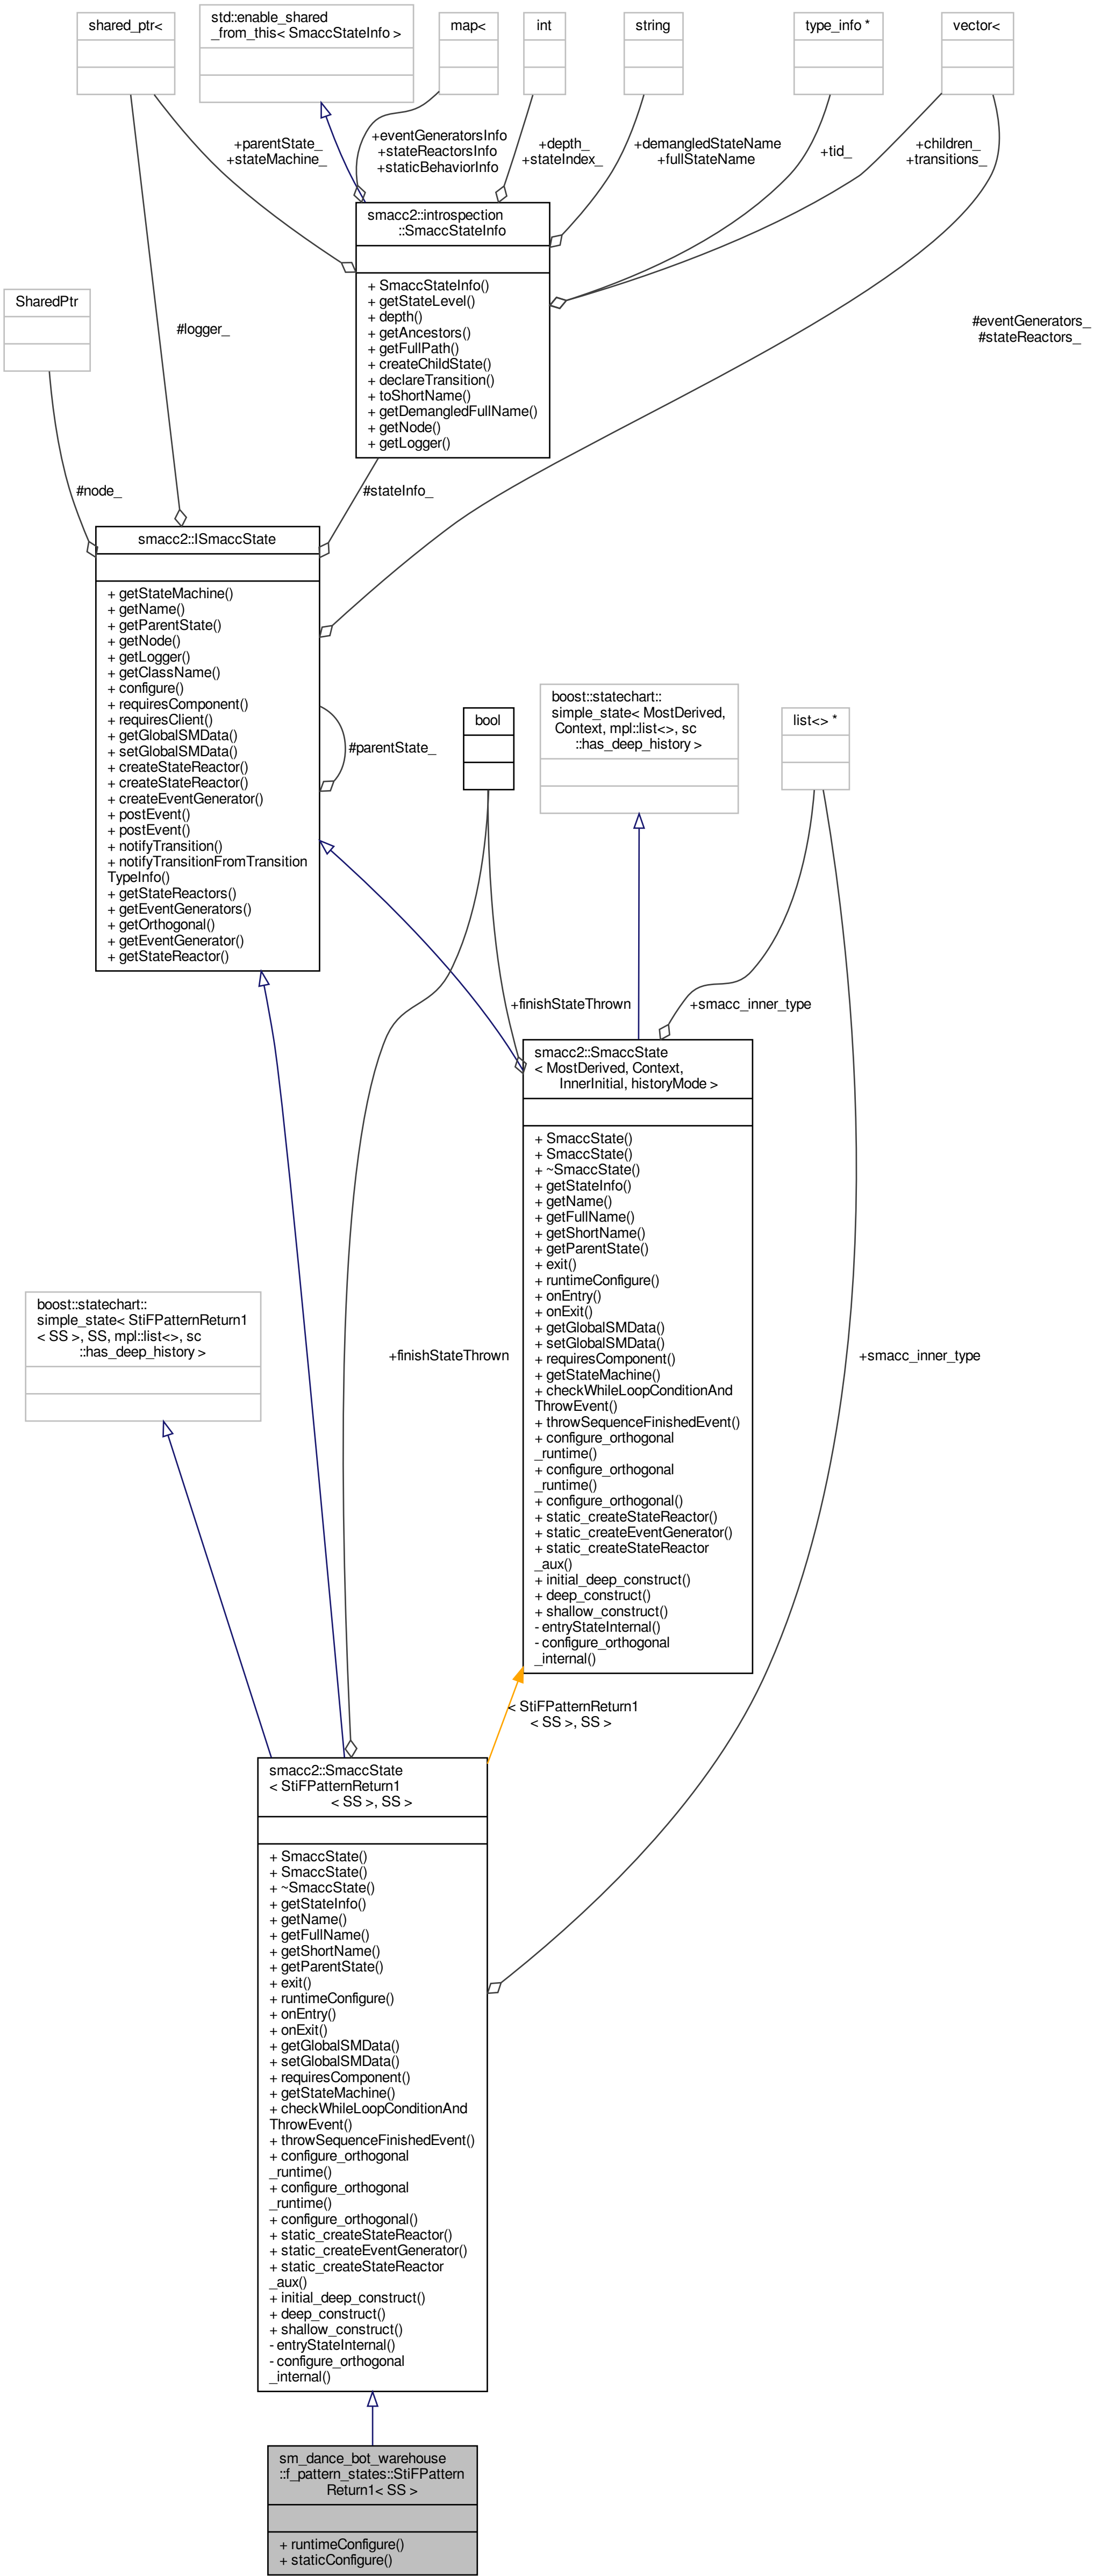 shared_ptr<
std::enable_shared
_from_this< SmaccStateInfo >
map<
int
string
type_info *
vector<
+parentState_
+stateMachine_
+eventGeneratorsInfo
+stateReactorsInfo
+staticBehaviorInfo
+depth_
+stateIndex_
+demangledStateName
+fullStateName
+tid_
+children_
+transitions_
smacc2::introspection
::SmaccStateInfo
+ SmaccStateInfo()
+ getStateLevel()
+ depth()
+ getAncestors()
+ getFullPath()
+ createChildState()
+ declareTransition()
+ toShortName()
+ getDemangledFullName()
+ getNode()
+ getLogger()
SharedPtr
#logger_
#eventGenerators_
#stateReactors_
#node_
#stateInfo_
smacc2::ISmaccState
+ getStateMachine()
+ getName()
+ getParentState()
+ getNode()
+ getLogger()
+ getClassName()
+ configure()
+ requiresComponent()
+ requiresClient()
+ getGlobalSMData()
+ setGlobalSMData()
+ createStateReactor()
+ createStateReactor()
+ createEventGenerator()
+ postEvent()
+ postEvent()
+ notifyTransition()
+ notifyTransitionFromTransition
TypeInfo()
+ getStateReactors()
+ getEventGenerators()
+ getOrthogonal()
+ getEventGenerator()
+ getStateReactor()
#parentState_
bool
boost::statechart::
simple_state< MostDerived,
Context, mpl::list<>, sc
::has_deep_history >
list<> *
+finishStateThrown
+smacc_inner_type
smacc2::SmaccState
< MostDerived, Context,
InnerInitial, historyMode >
+ SmaccState()
+ SmaccState()
+ ~SmaccState()
+ getStateInfo()
+ getName()
+ getFullName()
+ getShortName()
+ getParentState()
+ exit()
+ runtimeConfigure()
+ onEntry()
+ onExit()
+ getGlobalSMData()
+ setGlobalSMData()
+ requiresComponent()
+ getStateMachine()
+ checkWhileLoopConditionAnd
ThrowEvent()
+ throwSequenceFinishedEvent()
+ configure_orthogonal
_runtime()
+ configure_orthogonal
_runtime()
+ configure_orthogonal()
+ static_createStateReactor()
+ static_createEventGenerator()
+ static_createStateReactor
_aux()
+ initial_deep_construct()
+ deep_construct()
+ shallow_construct()
- entryStateInternal()
- configure_orthogonal
_internal()
boost::statechart::
simple_state< StiFPatternReturn1
< SS >, SS, mpl::list<>, sc
::has_deep_history >
+finishStateThrown
+smacc_inner_type
< StiFPatternReturn1
< SS >, SS >
smacc2::SmaccState
< StiFPatternReturn1
< SS >, SS >
+ SmaccState()
+ SmaccState()
+ ~SmaccState()
+ getStateInfo()
+ getName()
+ getFullName()
+ getShortName()
+ getParentState()
+ exit()
+ runtimeConfigure()
+ onEntry()
+ onExit()
+ getGlobalSMData()
+ setGlobalSMData()
+ requiresComponent()
+ getStateMachine()
+ checkWhileLoopConditionAnd
ThrowEvent()
+ throwSequenceFinishedEvent()
+ configure_orthogonal
_runtime()
+ configure_orthogonal
_runtime()
+ configure_orthogonal()
+ static_createStateReactor()
+ static_createEventGenerator()
+ static_createStateReactor
_aux()
+ initial_deep_construct()
+ deep_construct()
+ shallow_construct()
- entryStateInternal()
- configure_orthogonal
_internal()
sm_dance_bot_warehouse
::f_pattern_states::StiFPattern
Return1< SS >
+ runtimeConfigure()
+ staticConfigure()